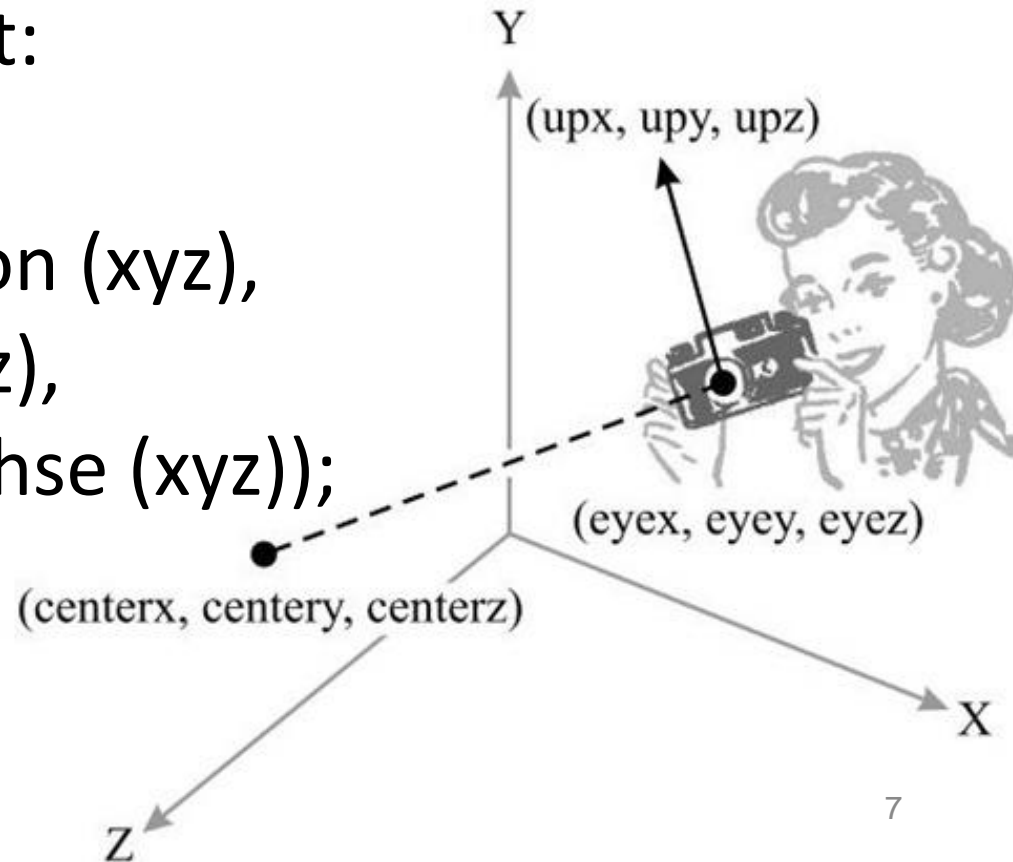 t:
on (xyz),
z),
hse (xyz));
Y
(upx, upy, upz)
(eyex, eyey, eyez)
(centerx, centery, centerz)
X
Z
7